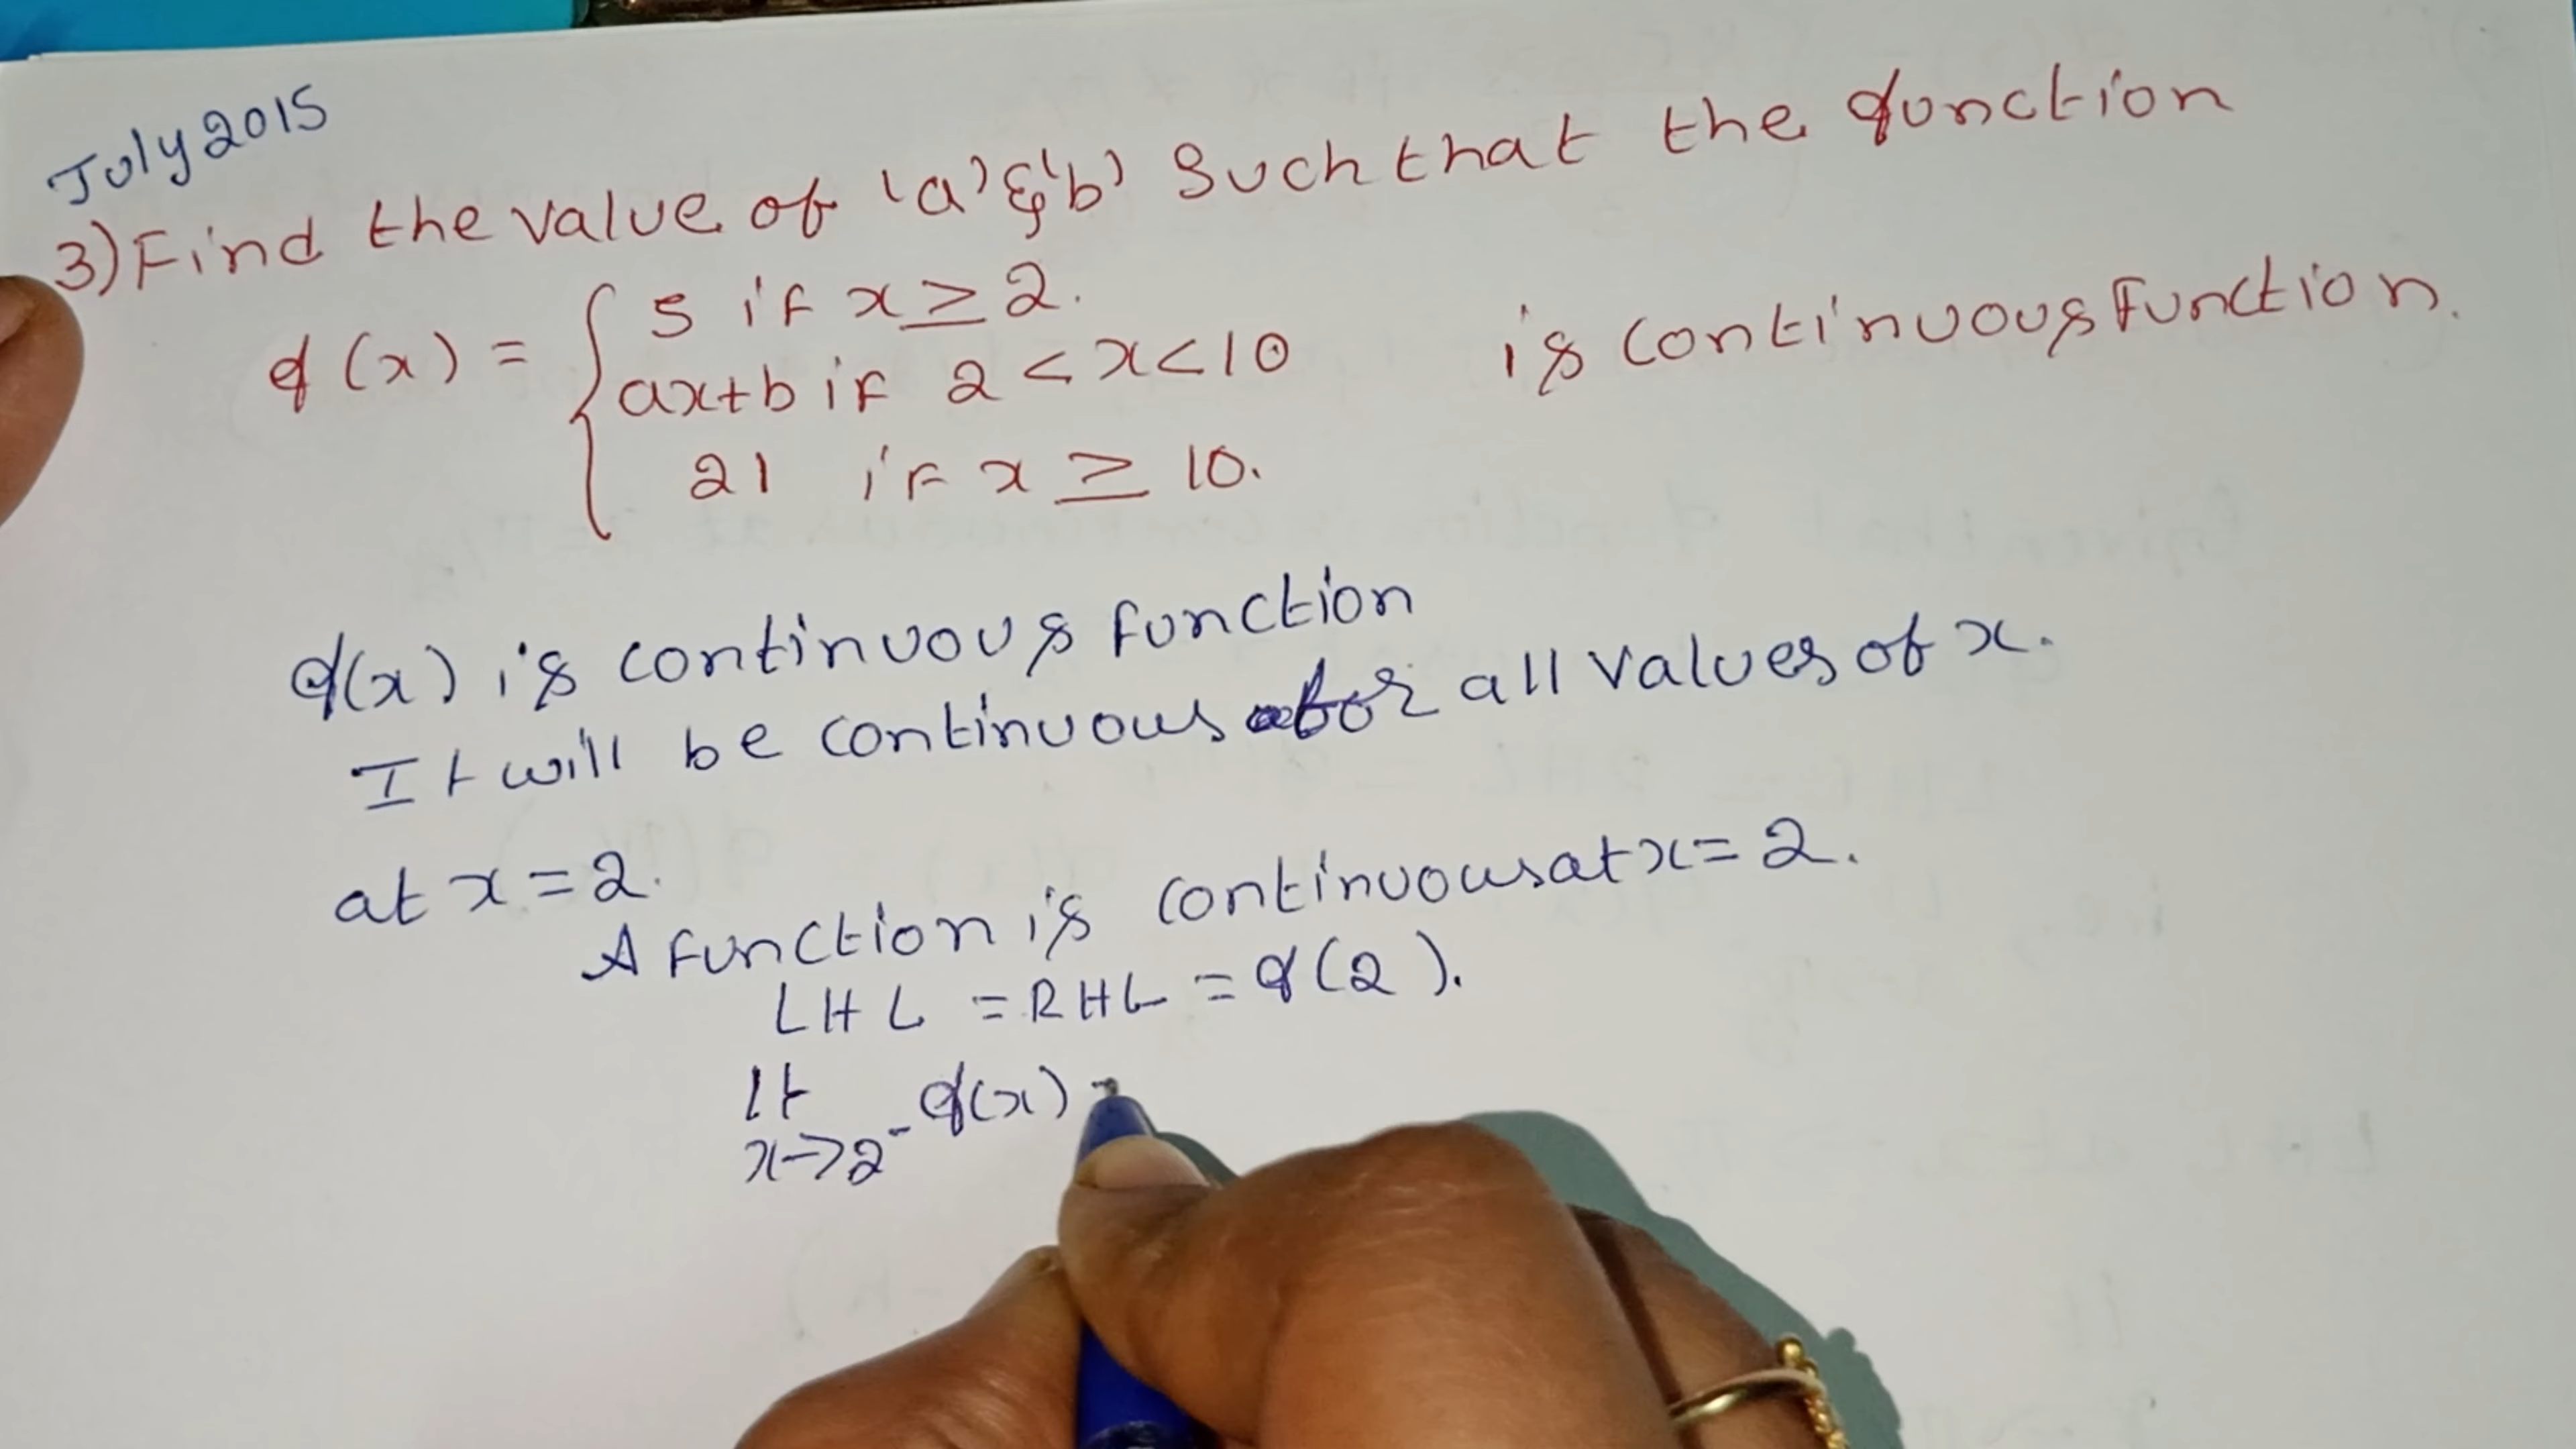 July 2015
3) Find the value of 'a' & 'b' Such that the function
f(x) = { 5 if x ≥ 2.
ax+b if 2 < x < 10 is continuous Function.
21 if x ≥ 10.
f(x) is continuous function
It will be continuous for all values of x.
at x = 2.
A function is continuous at x = 2.
LHL = RHL = f(2).
lt f(x) =
x→2⁻